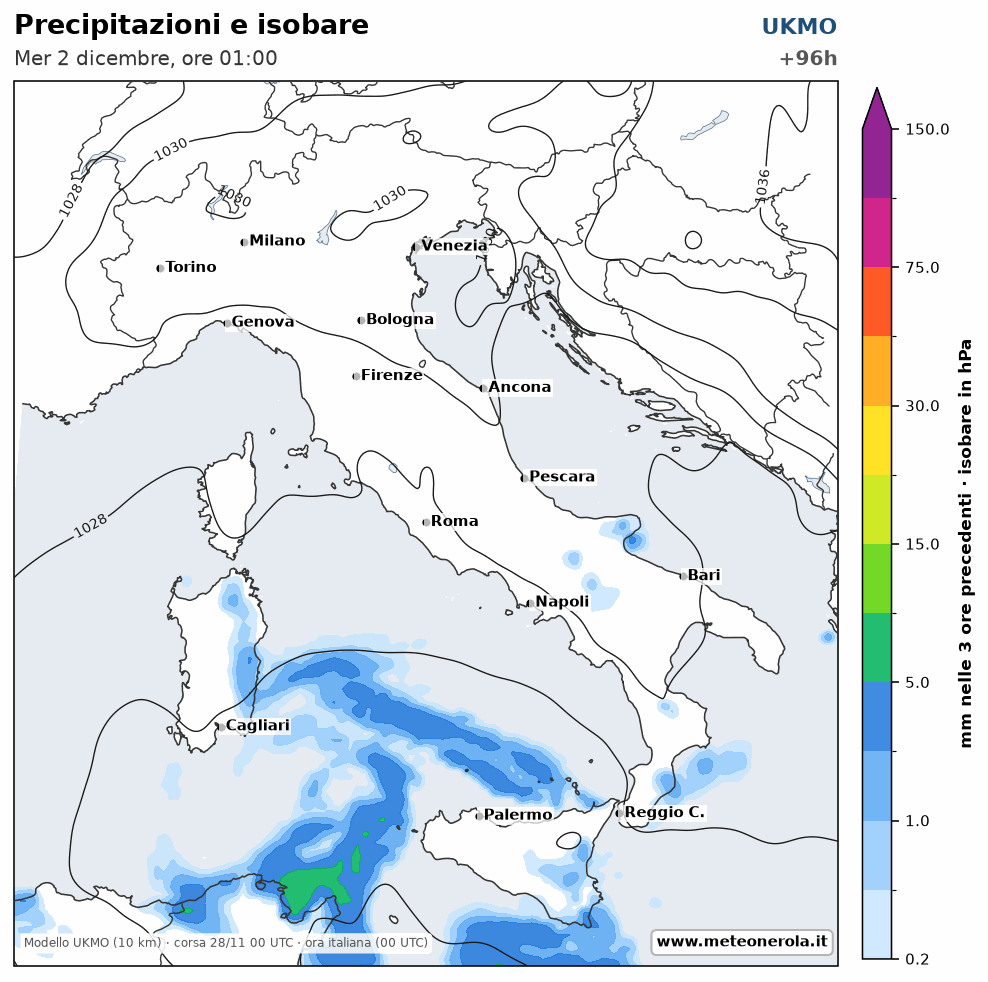 Precipitazioni e isobare
UKMO
Mer 2 dicembre, ore 01:00
+96h
1030
1028
1030
1036
Milano
Venezia
Torino
Genova
Bologna
Firenze
Ancona
Pescara
1028
Roma
Bari
Napoli
Cagliari
Palermo
Reggio C.
150.0
75.0
30.0
15.0
5.0
1.0
0.2
mm nelle 3 ore precedenti · isobare in hPa
Modello UKMO (10 km) · corsa 28/11 00 UTC · ora italiana (00 UTC)
www.meteonerola.it